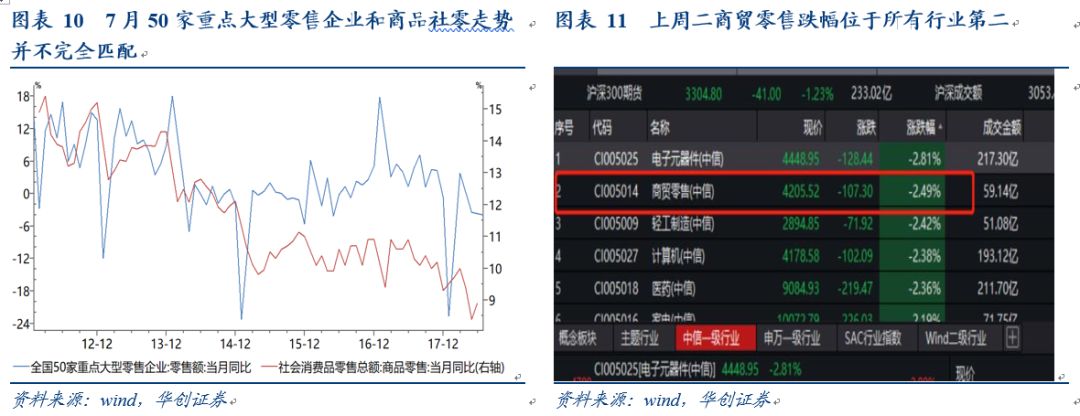 图表 10 7 月 50 家重点大型零售企业和商品社零走势
并不完全匹配
% %
18 15
12 14
6 13
0 12
-6 11
-12 10
-18 9
-24
12-12 13-12 14-12 15-12 16-12 17-12
全国50家重点大型零售企业:零售额:当月同比 社会消费品零售总额:商品零售:当月同比(右轴)
资料来源：wind，华创证券
图表 11 上周二商贸零售跌幅位于所有行业第二
沪深300期货 3304.80 -41.00 -1.23% 233.02亿 沪深成交额 3053.
序号 代码 名称 现价 涨跌 涨跌幅 成交金额
1 CI005025 电子元器件(中信) 4448.95 -128.44 -2.81% 217.30亿
2 CI005014 商贸零售(中信) 4205.52 -107.30 -2.49% 59.14亿
3 CI005009 轻工制造(中信) 2894.85 -71.92 -2.42% 51.08亿
4 CI005027 计算机(中信) 4178.58 -102.09 -2.38% 193.12亿
5 CI005018 医药(中信) 9084.93 -219.47 -2.36% 211.70亿
6 CI005016 家电(中信) 10072.79 -226.03 -2.19% 71.75亿
概念板块 主题行业 中信一级行业 申万一级行业 SAC行业指数 Wind二级行业
CI005025[电子元器件(中信)] 4448.95 -2.81% 现价
资料来源：wind，华创证券